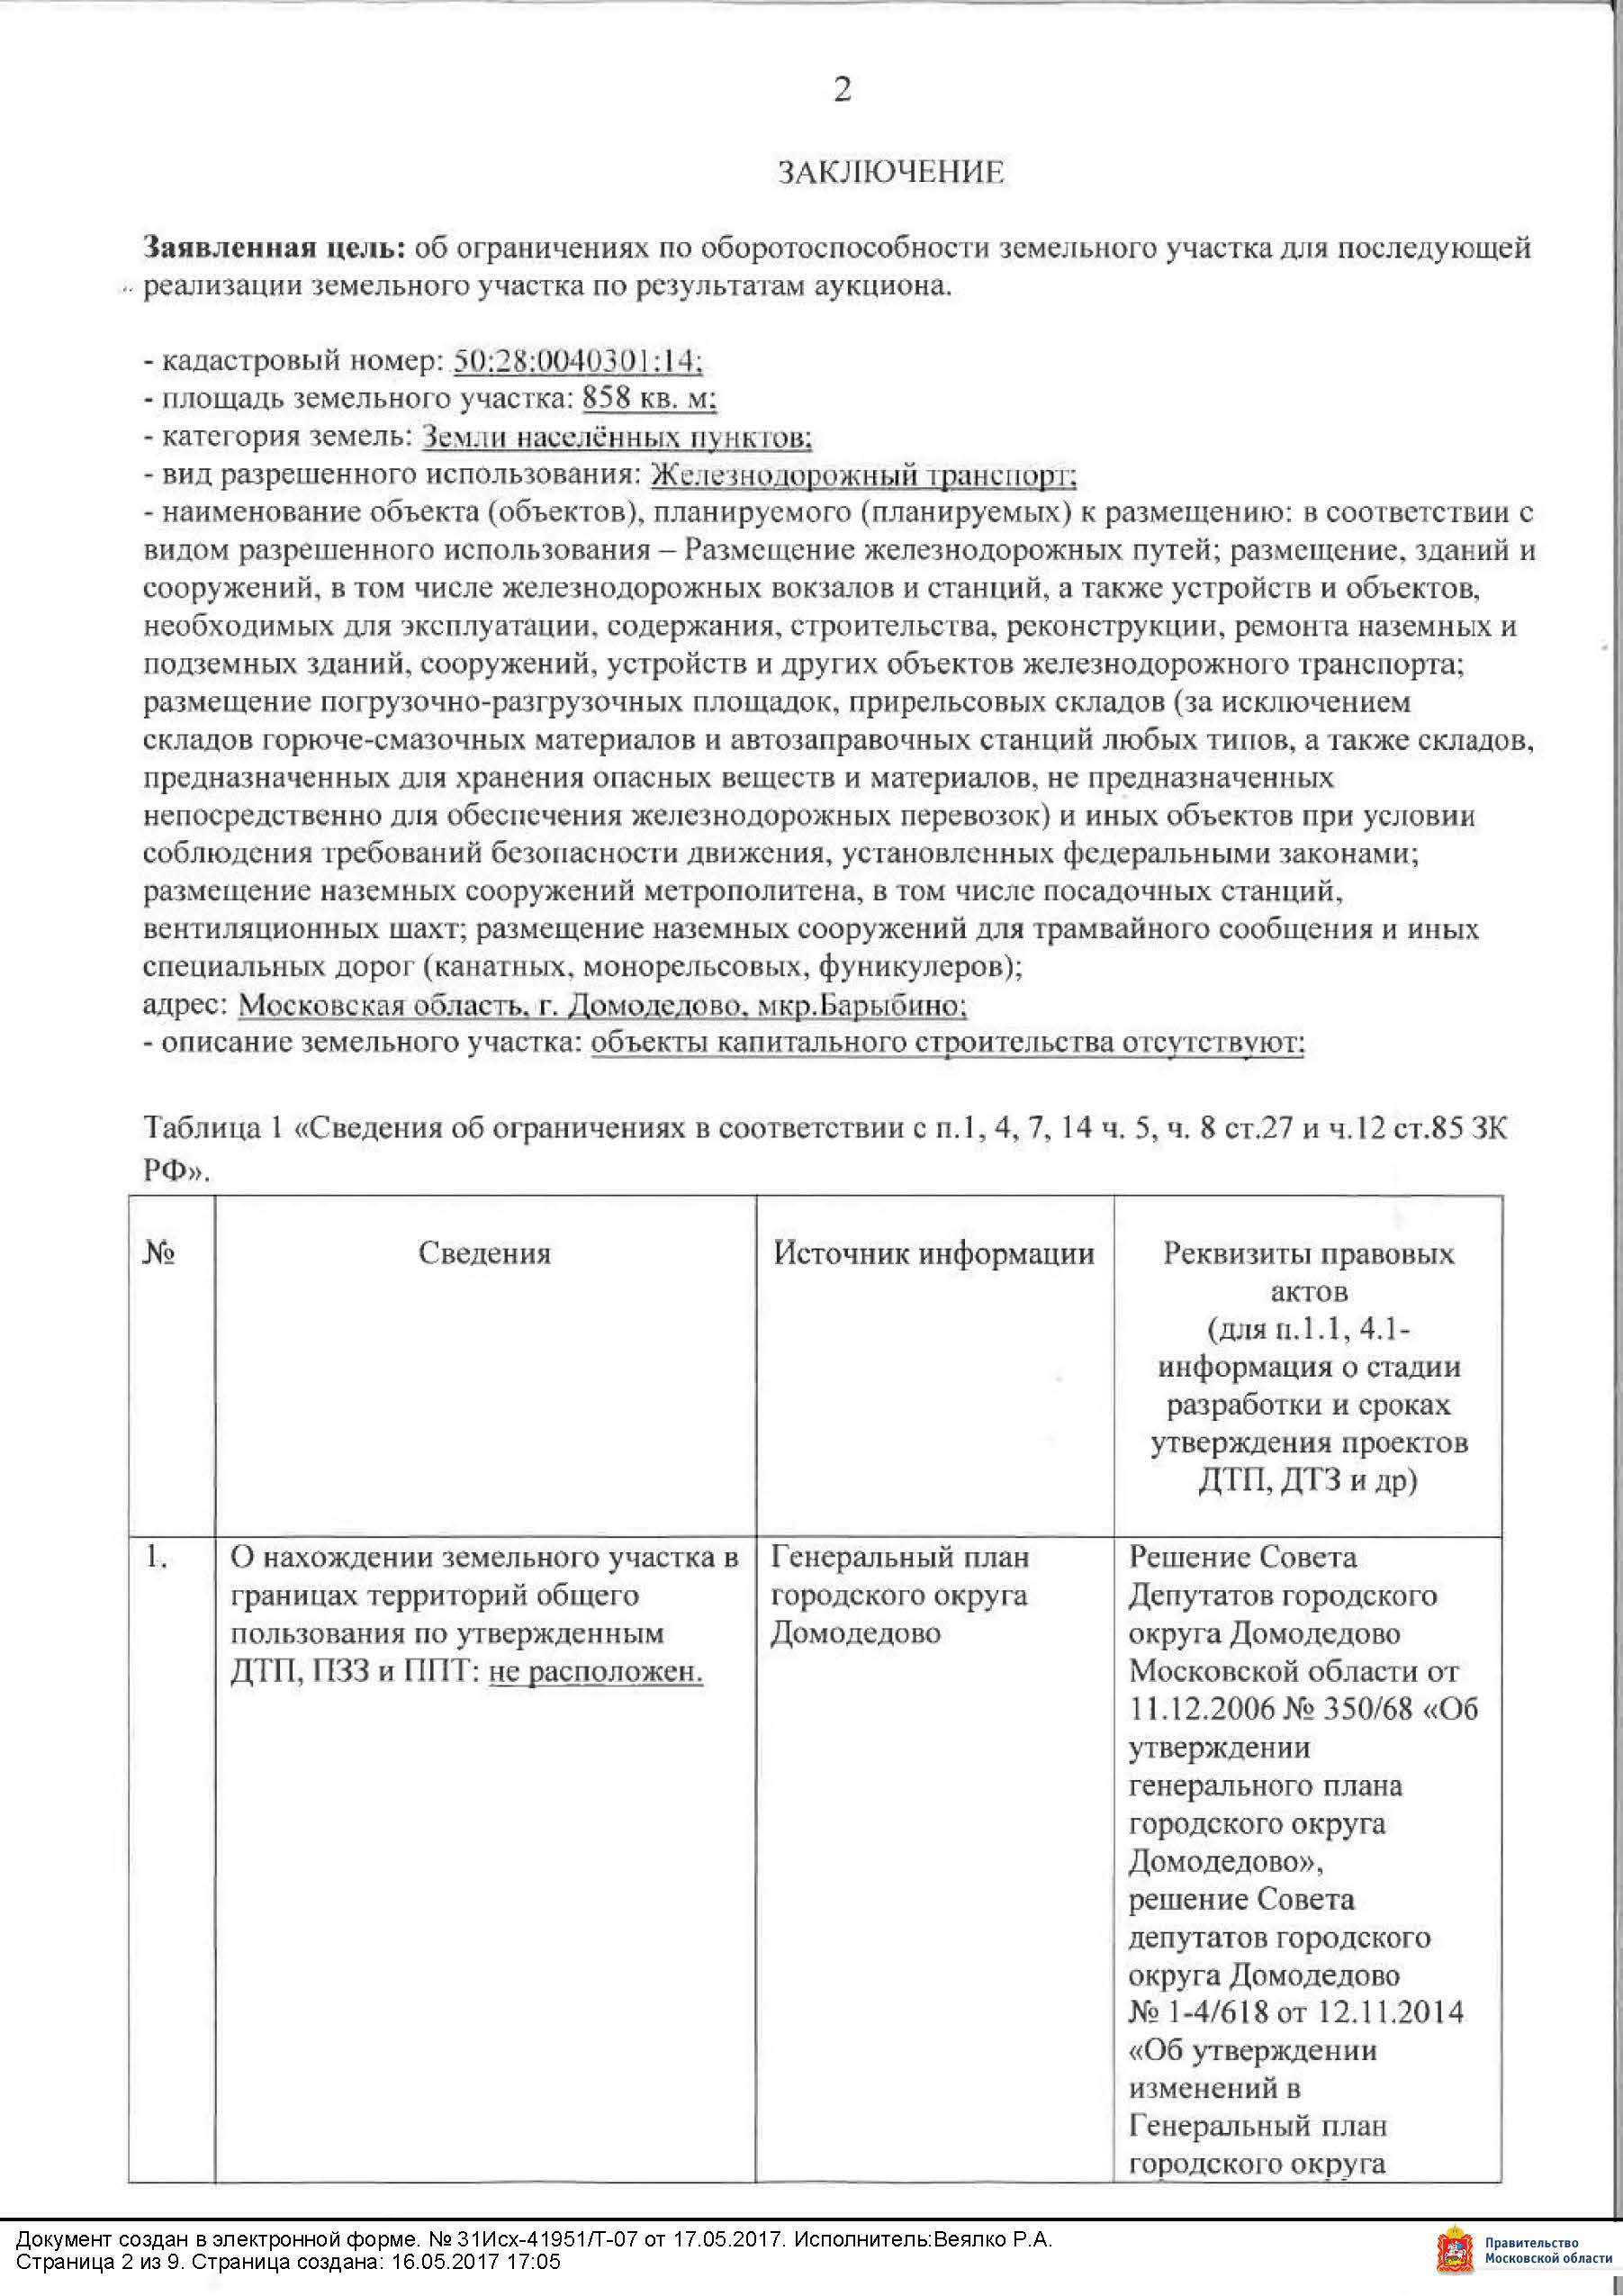 2
ЗАКЛЮЧЕНИЕ
Заявленная цель: об ограничениях по оборотоспособности земельного участка для последующей
реализации земельного участка по результатам аукциона.
- кадастровый номер: 50:28:0040301:14;
- площадь земельного участка: 858 кв. м;
- категория земель: Земли населённых пунктов;
- вид разрешенного использования: Железнодорожный транспорт;
- наименование объекта (объектов), планируемого (планируемых) к размещению: в соответствии с
видом разрешенного использования – Размещение железнодорожных путей; размещение, зданий и
сооружений, в том числе железнодорожных вокзалов и станций, а также устройств и объектов,
необходимых для эксплуатации, содержания, строительства, реконструкции, ремонта наземных и
подземных зданий, сооружений, устройств и других объектов железнодорожного транспорта;
размещение погрузочно-разгрузочных площадок, прирельсовых складов (за исключением
складов горюче-смазочных материалов и автозаправочных станций любых типов, а также складов,
предназначенных для хранения опасных веществ и материалов, не предназначенных
непосредственно для обеспечения железнодорожных перевозок) и иных объектов при условии
соблюдения требований безопасности движения, установленных федеральными законами;
размещение наземных сооружений метрополитена, в том числе посадочных станций,
вентиляционных шахт; размещение наземных сооружений для трамвайного сообщения и иных
специальных дорог (канатных, монорельсовых, фуникулеров);
адрес: Московская область, г. Домодедово, мкр.Барыбино;
- описание земельного участка: объекты капитального строительства отсутствуют;
Таблица 1 «Сведения об ограничениях в соответствии с п.1, 4, 7, 14 ч. 5, ч. 8 ст.27 и ч.12 ст.85 ЗК
РФ».
№
Сведения
Источник информации
Реквизиты правовых
актов
(для п.1.1, 4.1-
информация о стадии
разработки и сроках
утверждения проектов
ДТП, ДТЗ и др)
1.
О нахождении земельного участка в
границах территорий общего
пользования по утвержденным
ДТП, ПЗЗ и ППТ: не расположен.
Генеральный план
городского округа
Домодедово
Решение Совета
Депутатов городского
округа Домодедово
Московской области от
11.12.2006 № 350/68 «Об
утверждении
генерального плана
городского округа
Домодедово»,
решение Совета
депутатов городского
округа Домодедово
№ 1-4/618 от 12.11.2014
«Об утверждении
изменений в
Генеральный план
городского округа
Документ создан в электронной форме. № 31Исх-41951/Т-07 от 17.05.2017. Исполнитель:Веялко Р.А.
Страница 2 из 9. Страница создана: 16.05.2017 17:05
Правительство
Московской области